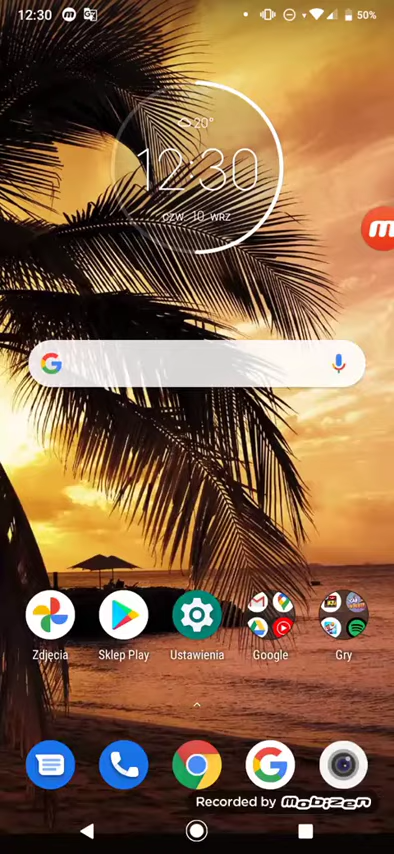 12:30
50%
20°
12:30
czw. 10 wrz
Zdjęcia
Sklep Play
Ustawienia
Google
Gry
Recorded by mobizen